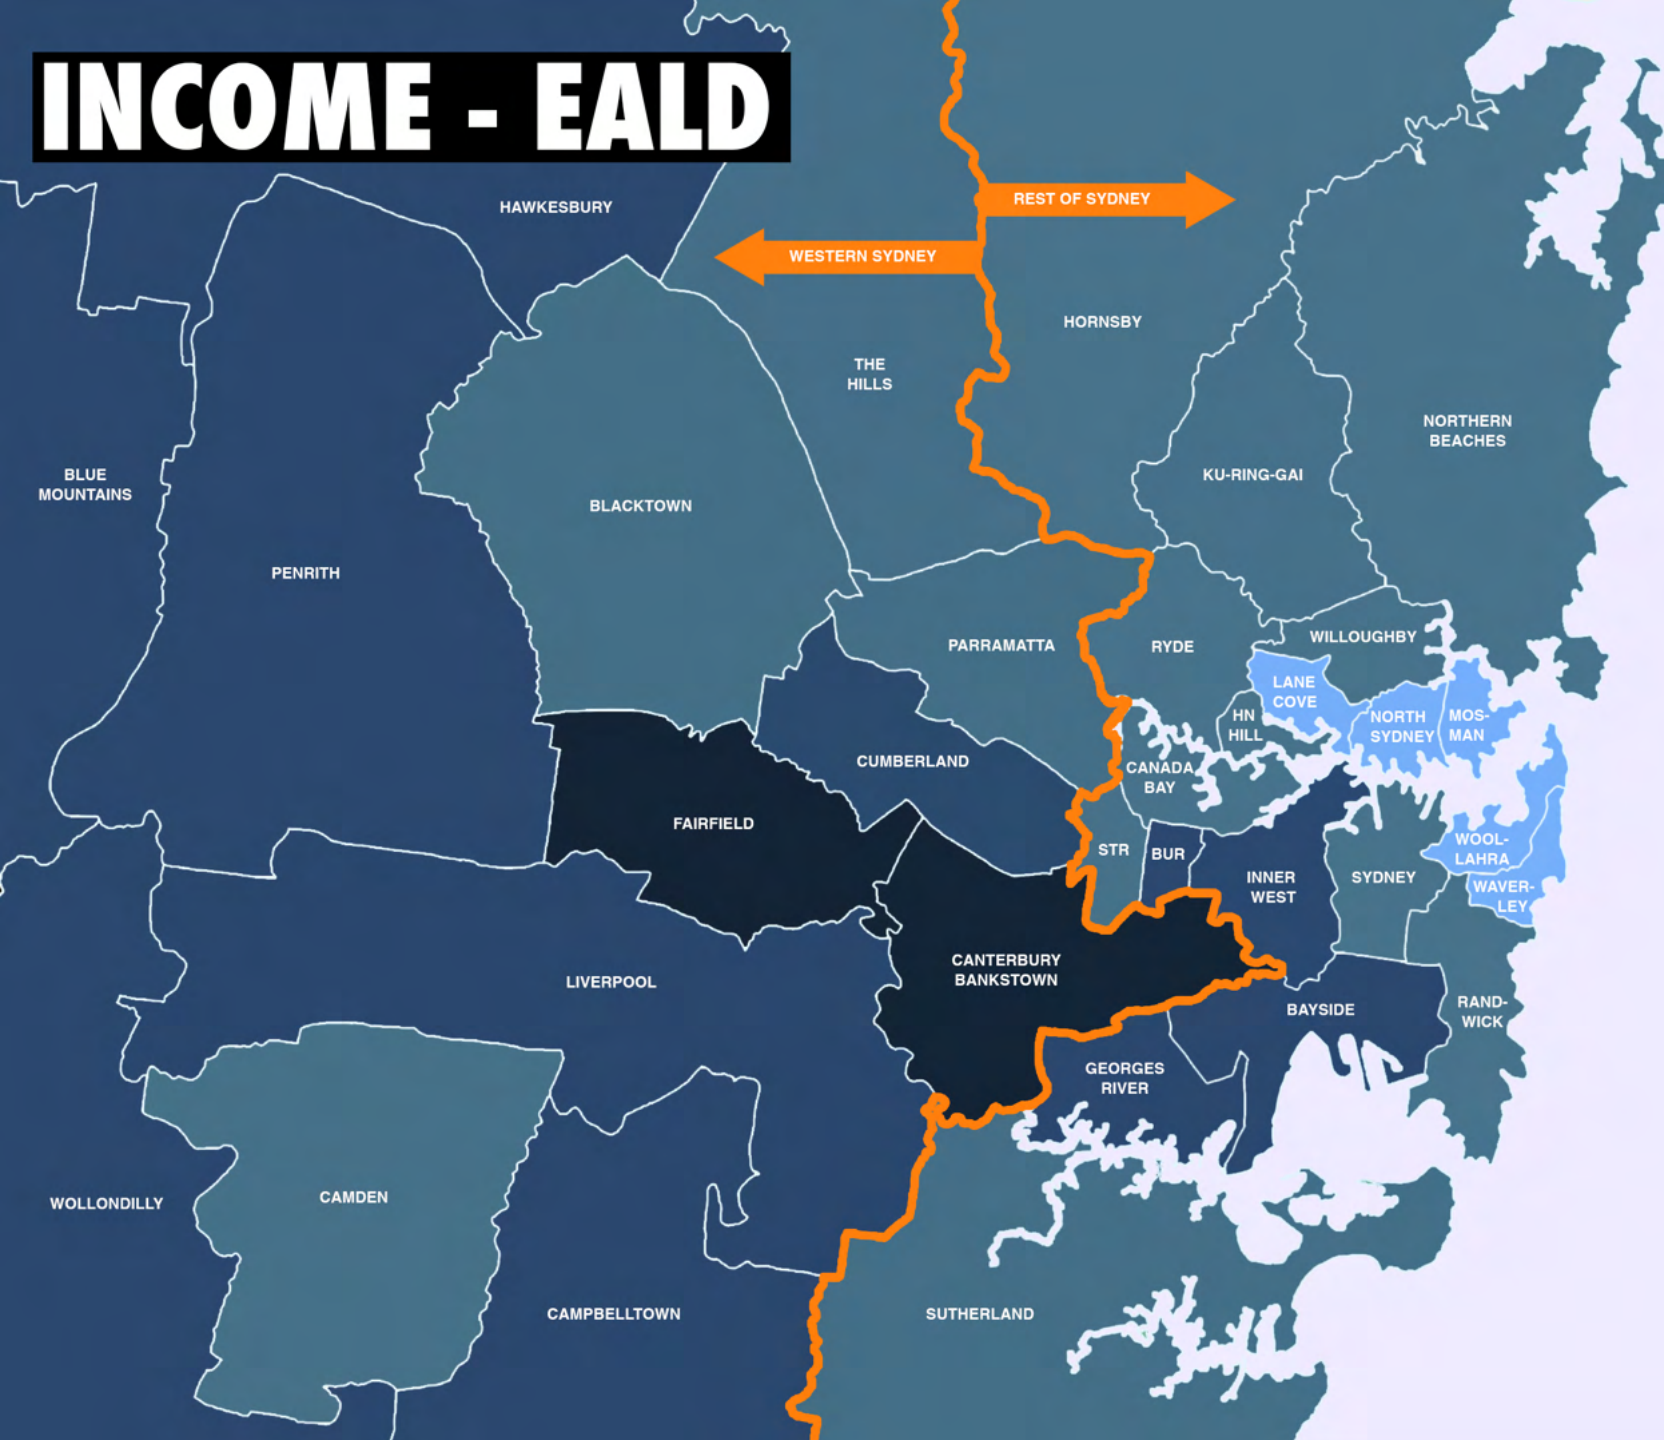 INCOME - EALD
HAWKESBURY
REST OF SYDNEY
WESTERN SYDNEY
HORNSBY
THE
HILLS
NORTHERN
BEACHES
BLUE
MOUNTAINS
KU-RING-GAI
BLACKTOWN
PENRITH
PARRAMATTA
RYDE
WILLOUGHBY
LANE
COVE
HN
HILL
NORTH
SYDNEY
MOS-
MAN
CUMBERLAND
CANADA
BAY
FAIRFIELD
STR
BUR
INNER
WEST
SYDNEY
WOOL-
LAHRA
WAVER-
LEY
CANTERBURY
BANKSTOWN
LIVERPOOL
BAYSIDE
RAND-
WICK
GEORGES
RIVER
WOLLONDILLY
CAMDEN
CAMPBELLTOWN
SUTHERLAND